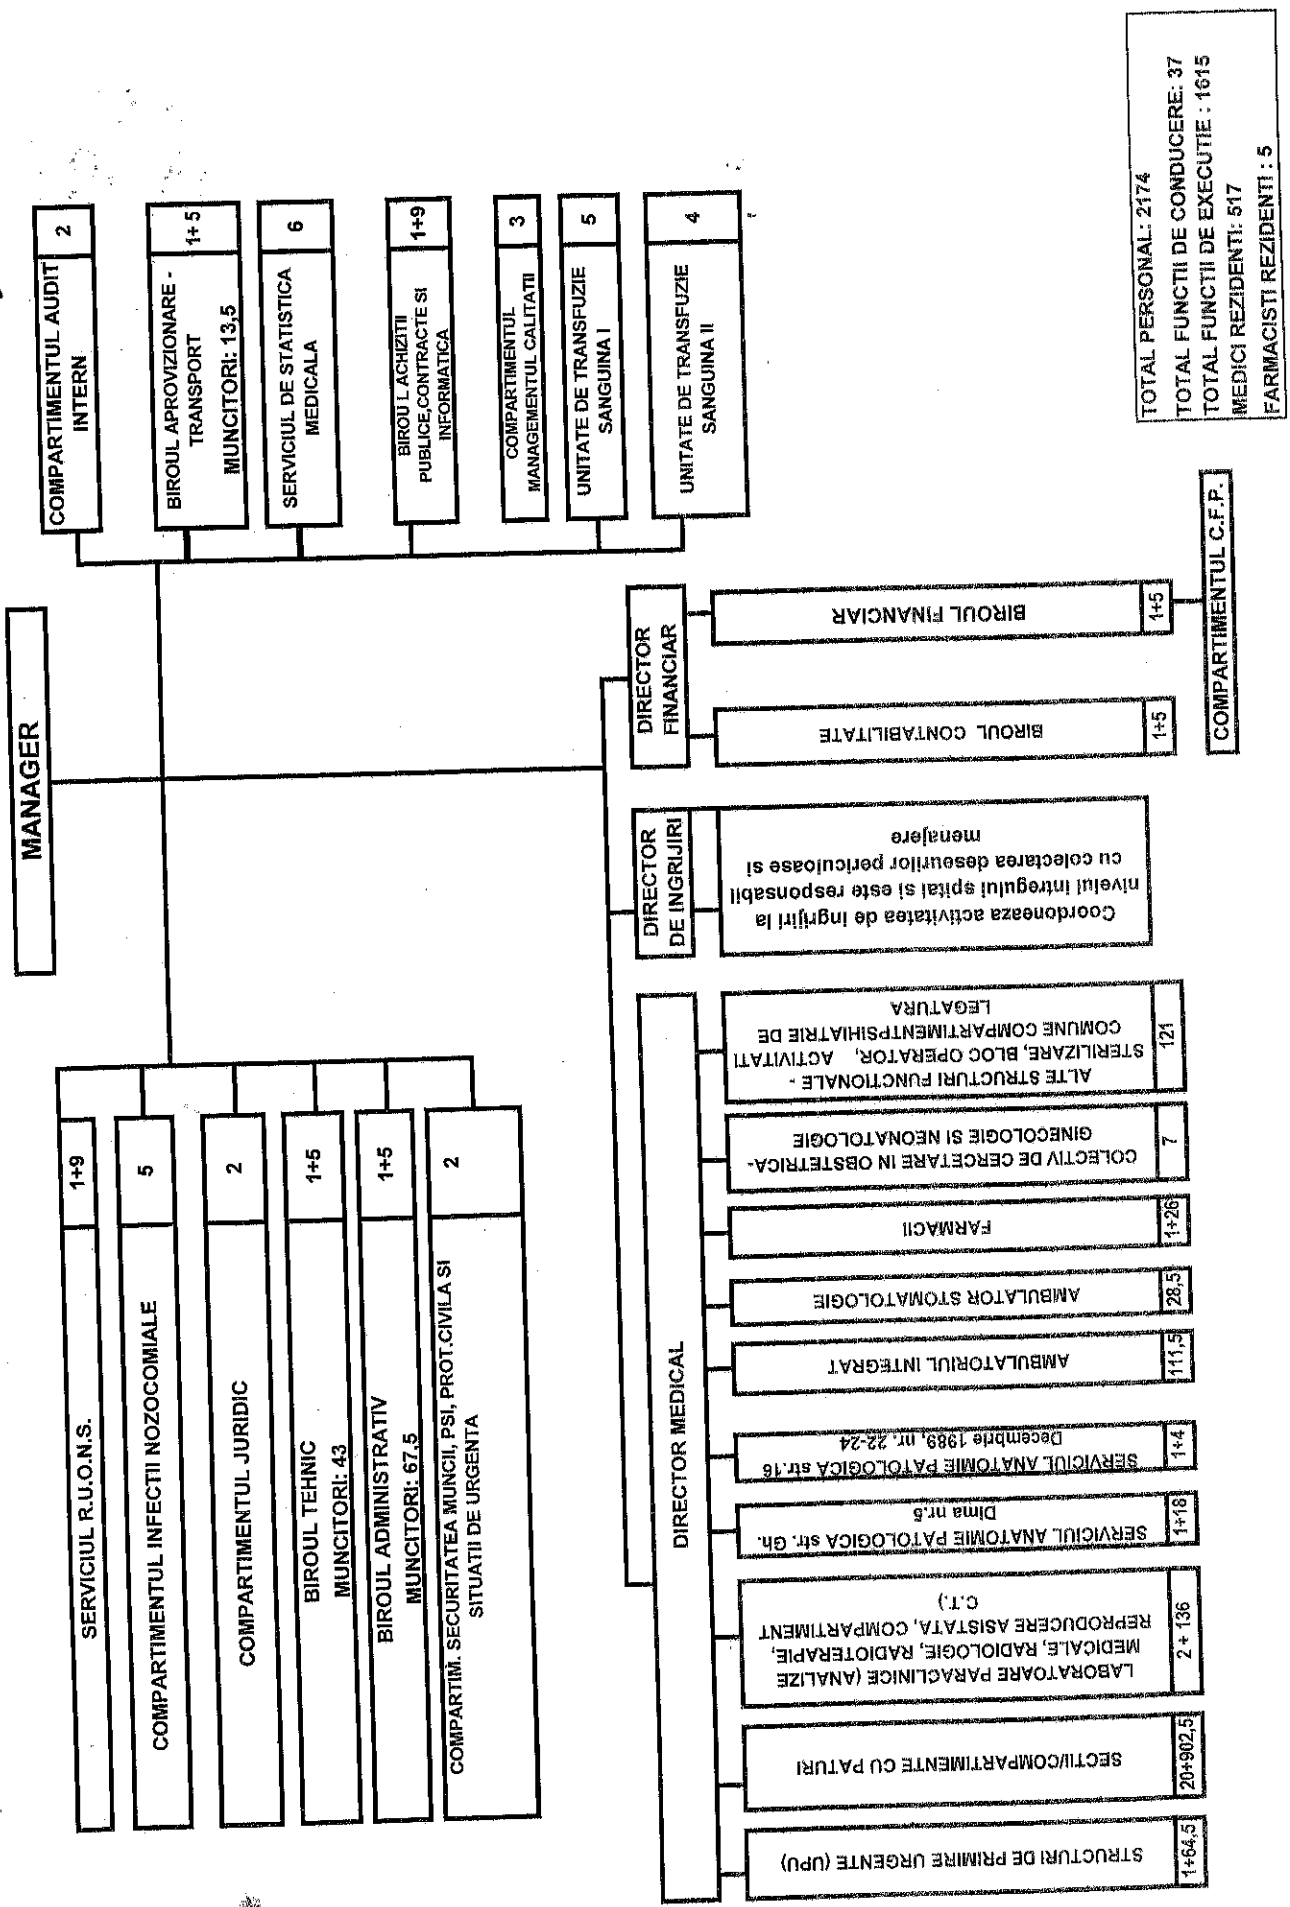 MANAGER
SERVICIUL R.U.O.N.S.
1+9
COMPARTIMENTUL INFECTII NOZOCOMIALE
5
COMPARTIMENTUL JURIDIC
2
BIROUL TEHNIC
MUNCITORI: 43
1+5
BIROUL ADMINISTRATIV
MUNCITORI: 67,5
1+5
COMPARTIM. SECURITATEA MUNCII, PSI, PROT.CIVILA SI
SITUATII DE URGENTA
2
COMPARTIMENTUL AUDIT
INTERN
2
BIROUL APROVIZIONARE -
TRANSPORT
MUNCITORI: 13,5
1+ 5
SERVICIUL DE STATISTICA
MEDICALA
6
BIROU L ACHIZITII
PUBLICE,CONTRACTE SI
INFORMATICA
1+9
COMPARTIMENTUL
MANAGEMENTUL CALITATII
3
UNITATE DE TRANSFUZIE
SANGUINA I
5
UNITATE DE TRANSFUZIE
SANGUINA II
4
DIRECTOR MEDICAL
STRUCTURI DE PRIMIRE URGENTE (UPU)
1+64,5
SECTII/COMPARTIMENTE CU PATURI
20+902,5
LABORATOARE PARACLINICE (ANALIZE
MEDICALE, RADIOLOGIE, RADIOTERAPIE,
REPRODUCERE ASISTATA, COMPARTIMENT
C.T.)
2 + 136
SERVICIUL ANATOMIE PATOLOGICA str. Gh.
Dima nr.5
1+18
SERVICIUL ANATOMIE PATOLOGICA str.16
Decembrie 1989, nr. 22-24
1+4
AMBULATORIUL INTEGRAT
111,5
AMBULATOR STOMATOLOGIE
28,5
FARMACII
1+26
COLECTIV DE CERCETARE IN OBSTETRICA-
GINECOLOGIE SI NEONATOLOGIE
7
ALTE STRUCTURI FUNCTIONALE -
STERILIZARE, BLOC OPERATOR, ACTIVITATI
COMUNE COMPARTIMENTPSIHIATRIE DE
LEGATURA
121
DIRECTOR
DE INGRIJIRI
Coordoneaza activitatea de ingrijiri la
nivelul intregului spital si este responsabil
cu colectarea deseurilor periculoase si
menajere
DIRECTOR
FINANCIAR
BIROUL CONTABILITATE
1+5
BIROUL FINANCIAR
1+5
COMPARTIMENTUL C.F.P.
TOTAL PERSONAL: 2174
TOTAL FUNCTII DE CONDUCERE: 37
TOTAL FUNCTII DE EXECUTIE : 1615
MEDICI REZIDENTI: 517
FARMACISTI REZIDENTI : 5